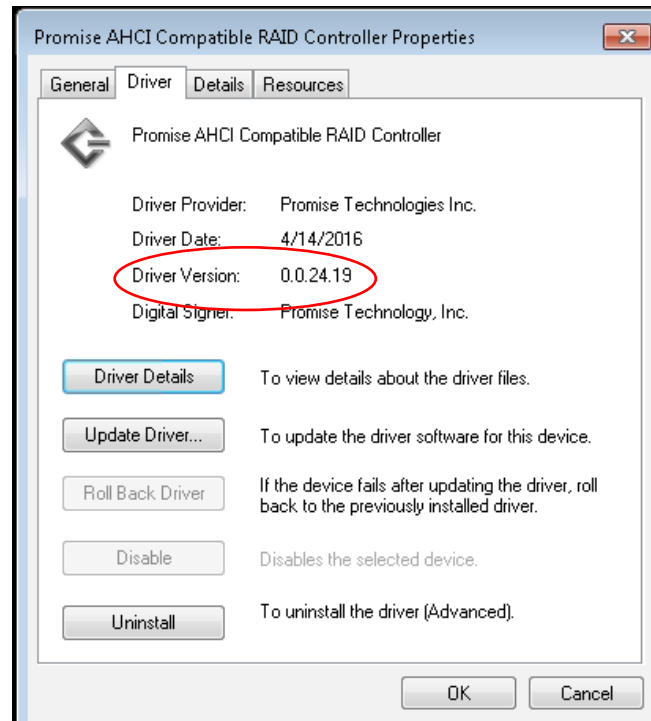 Promise AHCI Compatible RAID Controller Properties
General Driver Details Resources
Promise AHCI Compatible RAID Controller
Driver Provider: Promise Technologies Inc.
Driver Date: 4/14/2016
Driver Version: 0.0.24.19
Digital Signer: Promise Technology, Inc.
Driver Details To view details about the driver files.
Update Driver... To update the driver software for this device.
Roll Back Driver If the device fails after updating the driver, roll
back to the previously installed driver.
Disable Disables the selected device.
Uninstall To uninstall the driver (Advanced).
OK Cancel